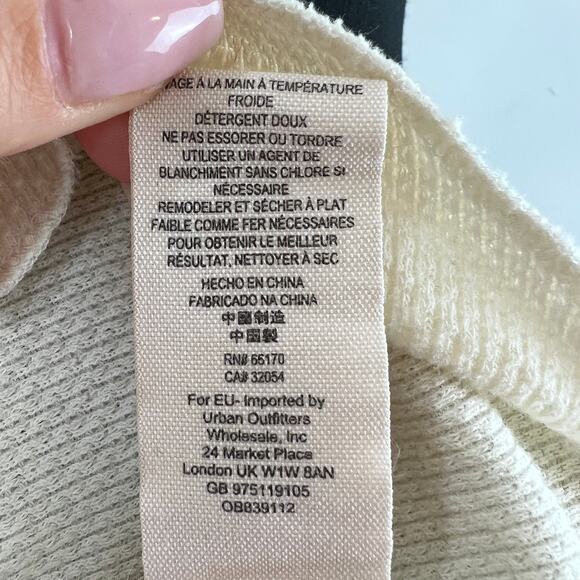 À LA MAIN À TEMPÉRATURE
FROIDE
DÉTERGENT DOUX
NE PAS ESSORER OU TORDRE
UTILISER UN AGENT DE
BLANCHIMENT SANS CHLORE SI
NÉCESSAIRE
REMODELER ET SÉCHER À PLAT
FAIBLE COMME FER NÉCESSAIRES
POUR OBTENIR LE MEILLEUR
RÉSULTAT, NETTOYER À SEC
HECHO EN CHINA
FABRICADO NA CHINA
中國制造
中国製
RN# 66170
CA# 32054
For EU- Imported by
Urban Outfitters
Wholesale, Inc
24 Market Place
London UK W1W 8AN
GB 975119105
OB839112